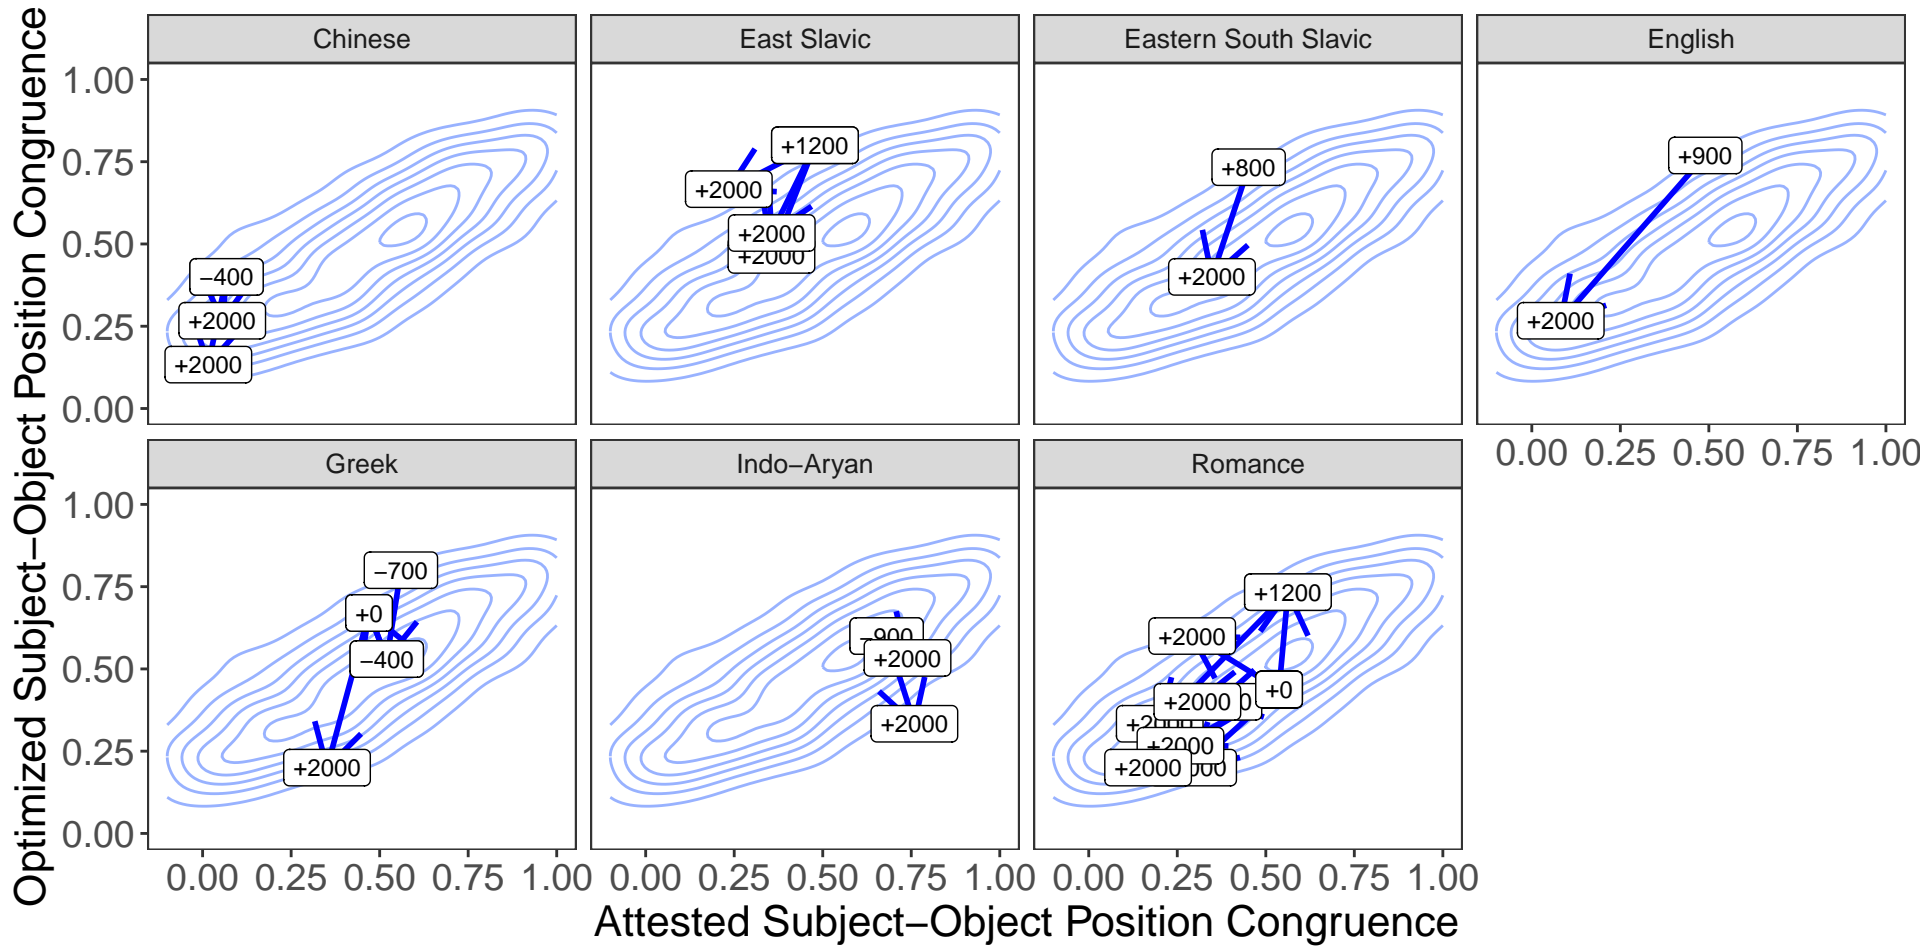 Optimized Subject−Object Position Congruence
Chinese
East Slavic
Eastern South Slavic
English
1.00
0.75
0.50
0.25
0.00
−400
+2000
+2000
+1200
+2000
+2000
+2000
+800
+2000
+900
+2000
0.00 0.25 0.50 0.75 1.00
Greek
Indo−Aryan
Romance
1.00
0.75
0.50
0.25
0.00
−700
+0
−400
+2000
−900
+2000
+2000
+1200
+2000
+0
+2000
+2000
+2000
+2000
0.00 0.25 0.50 0.75 1.00
0.00 0.25 0.50 0.75 1.00
0.00 0.25 0.50 0.75 1.00
Attested Subject−Object Position Congruence